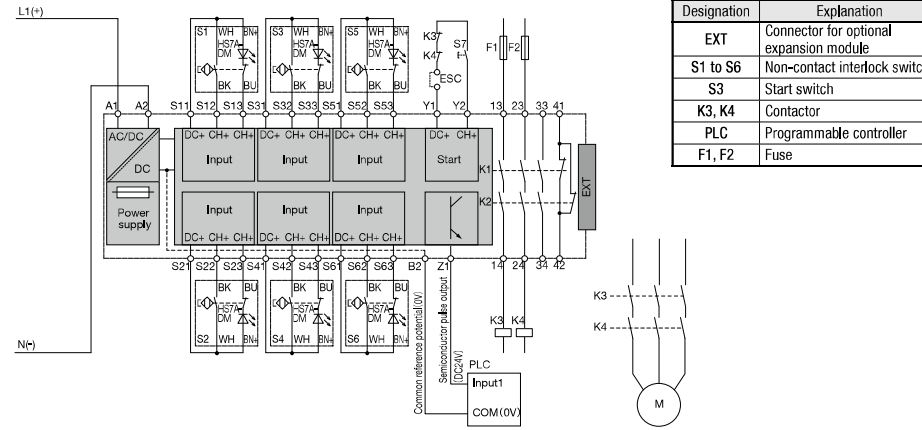 L1(+)
S1 WH BN+
HS7A-
DM
BK BU
S3 WH BN+
HS7A-
DM
BK BU
S5 WH BN+
HS7A-
DM
BK BU
K3
K4
S7
ESC
F1 F2
A1 A2 S11 S12 S13 S31 S32 S33 S51 S52 S53 Y1 Y2 13 23 33 41
AC/DC
DC
Power
supply
DC+ CH+ CH+ DC+ CH+ CH+ DC+ CH+ CH+ DC+ CH+
Input Input Input Start
K1
K2
EXT
Input Input Input
DC+ CH+ CH+ DC+ CH+ CH+ DC+ CH+ CH+
S21 S22 S23 S41 S42 S43 S61 S62 S63 B2 Z1 14 24 34 42
BK BU
HS7A-
DM
S2 WH BN+
BK BU
HS7A-
DM
S4 WH BN+
BK BU
HS7A-
DM
S6 WH BN+
N(-)
Common reference potential(0V)
Semiconductor pulse output
(DC24V)
PLC
Input1
COM(0V)
K3 K4
K3
K4
M
Designation Explanation
EXT Connector for optional
expansion module
S1 to S6 Non-contact interlock switc
S3 Start switch
K3, K4 Contactor
PLC Programmable controller
F1, F2 Fuse